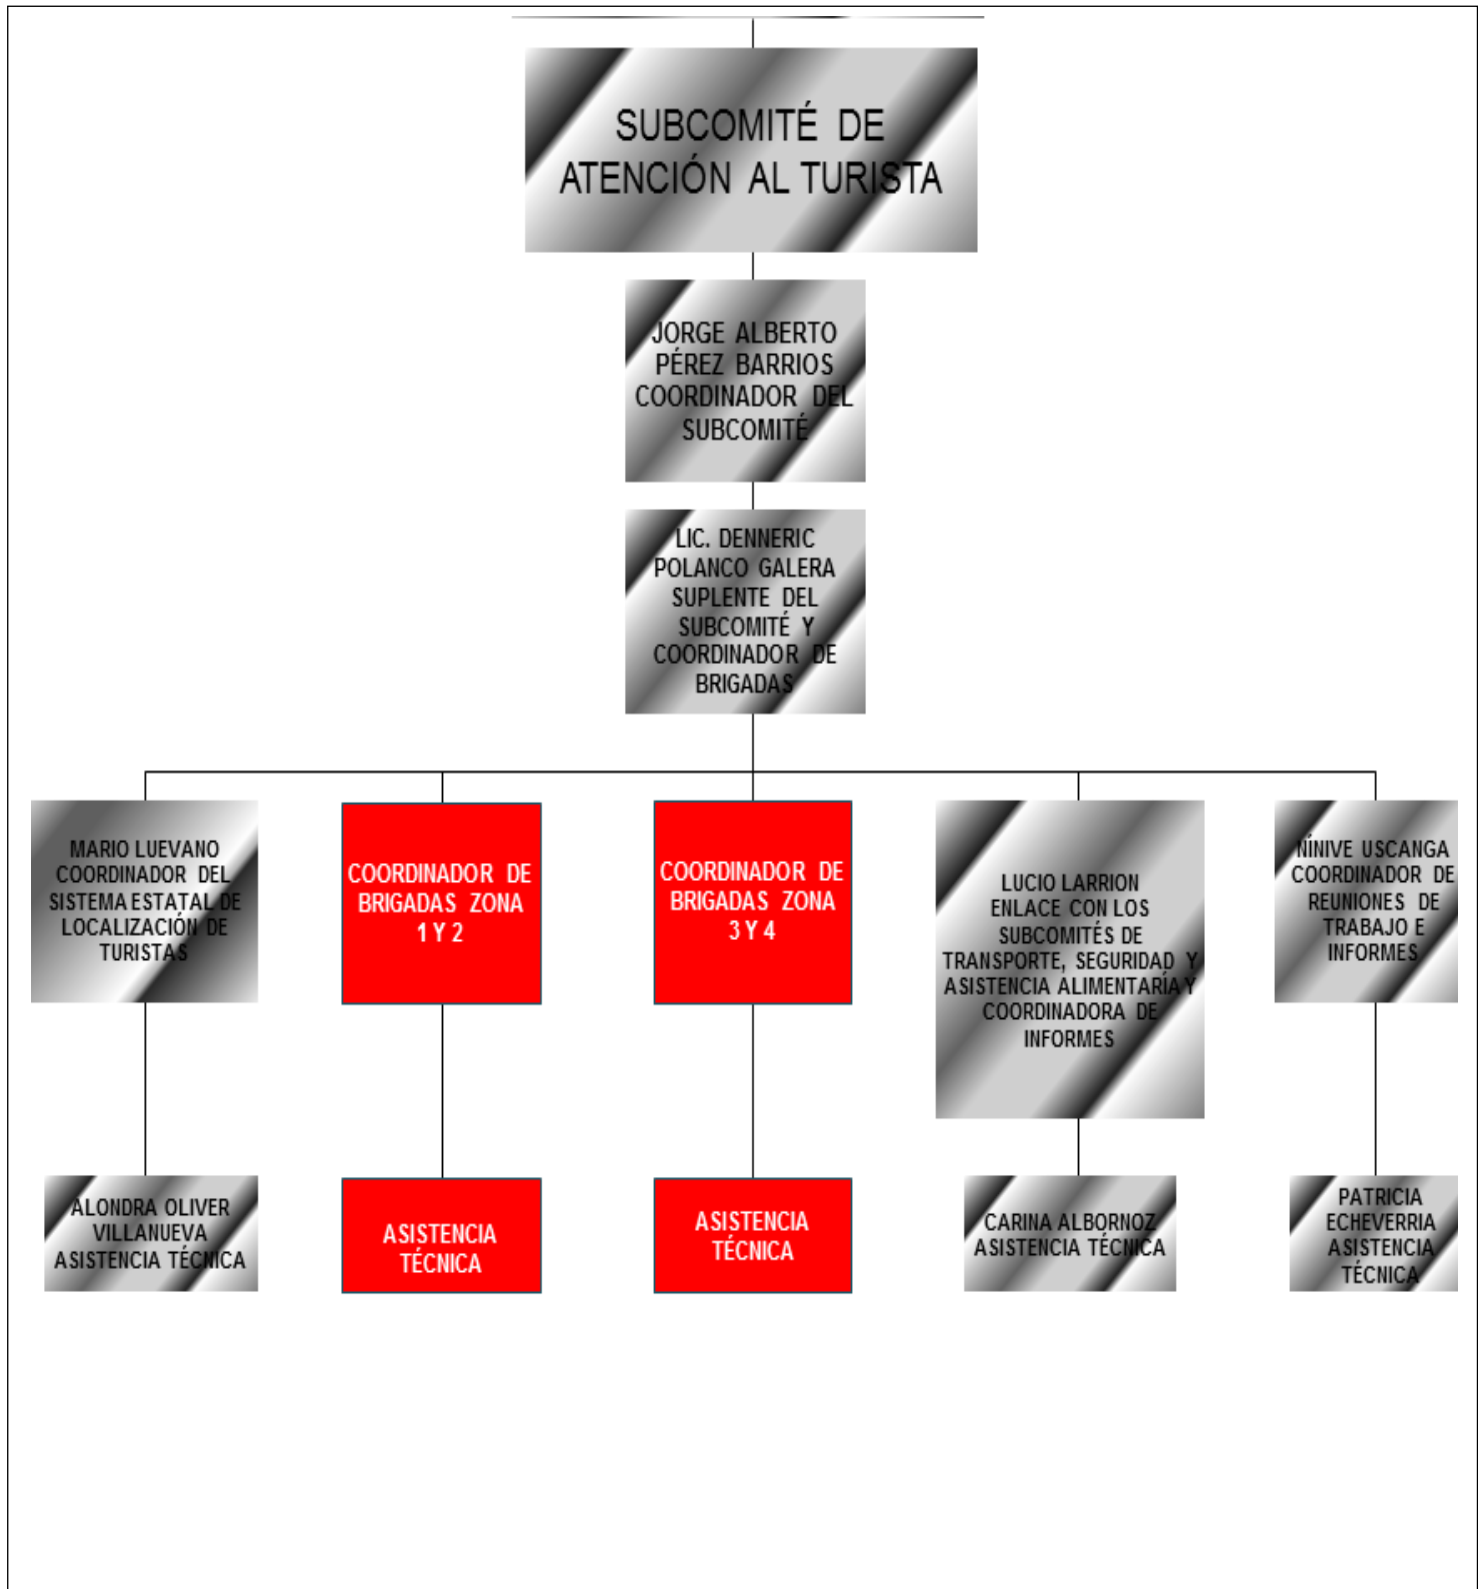 SUBCOMITÉ DE
ATENCIÓN AL TURISTA
JORGE ALBERTO
PÉREZ BARRIOS
COORDINADOR DEL
SUBCOMITÉ
LIC. DENNERIC
POLANCO GALERA
SUPLENTE DEL
SUBCOMITÉ Y
COORDINADOR DE
BRIGADAS
MARIO LUEVANO
COORDINADOR DEL
SISTEMA ESTATAL DE
LOCALIZACIÓN DE
TURISTAS
COORDINADOR DE
BRIGADAS ZONA
1 Y 2
COORDINADOR DE
BRIGADAS ZONA
3 Y 4
LUCIO LARRION
ENLACE CON LOS
SUBCOMITÉS DE
TRANSPORTE, SEGURIDAD Y
ASISTENCIA ALIMENTARÍA Y
COORDINADORA DE
INFORMES
NÍNIVE USCANGA
COORDINADOR DE
REUNIONES DE
TRABAJO E
INFORMES
ALONDRA OLIVER
VILLANUEVA
ASISTENCIA TÉCNICA
ASISTENCIA
TÉCNICA
ASISTENCIA
TÉCNICA
CARINA ALBORNOZ
ASISTENCIA TÉCNICA
PATRICIA
ECHEVERRIA
ASISTENCIA
TÉCNICA